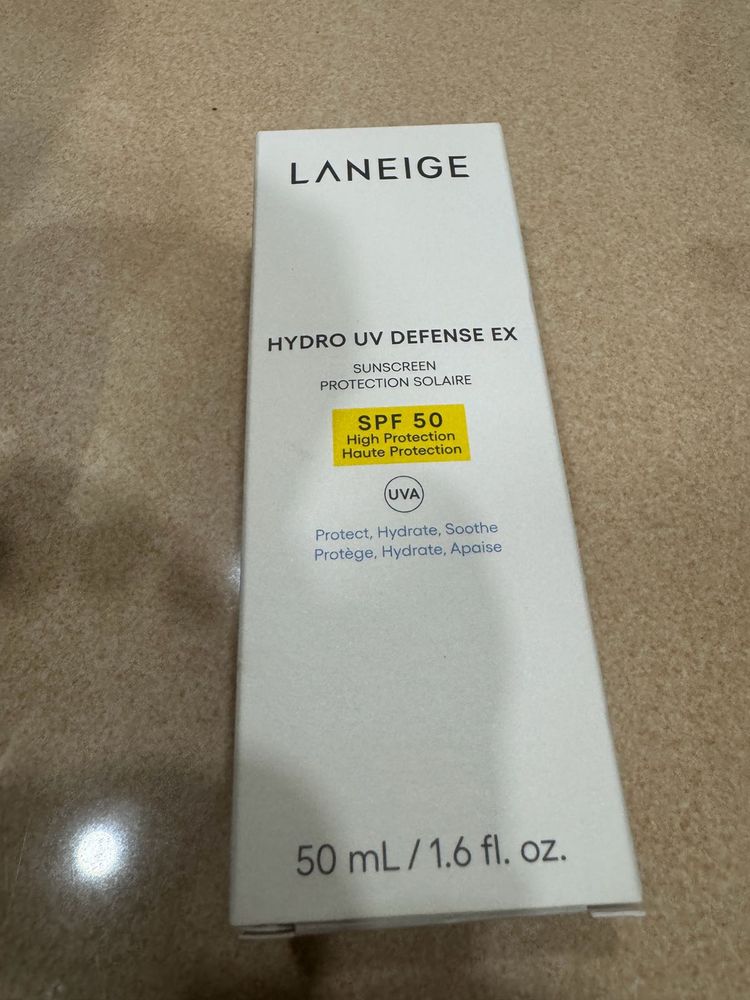 LANEIGE
HYDRO UV DEFENSE EX
SUNSCREEN
PROTECTION SOLAIRE
SPF 50
High Protection
Haute Protection
UVA
Protect, Hydrate, Soothe
Protège, Hydrate, Apaise
50 mL / 1.6 fl. oz.